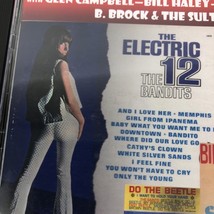 with GLEN CAMPBELL—BILL HALEY—
B. BROCK & THE SULT
THE
ELECTRIC
12
THE
BANDITS
AND I LOVE HER - MEMPHIS
GIRL FROM IPANEMA
BABY WHAT YOU WANT ME TO
DOWNTOWN - BANDITO
WHERE DID OUR LOVE GO
CATHY'S CLOWN
WHITE SILVER SANDS
I FEEL FINE
YOU WON'T HAVE TO CRY
ONLY THE YOUNG
DO THE BEETLE